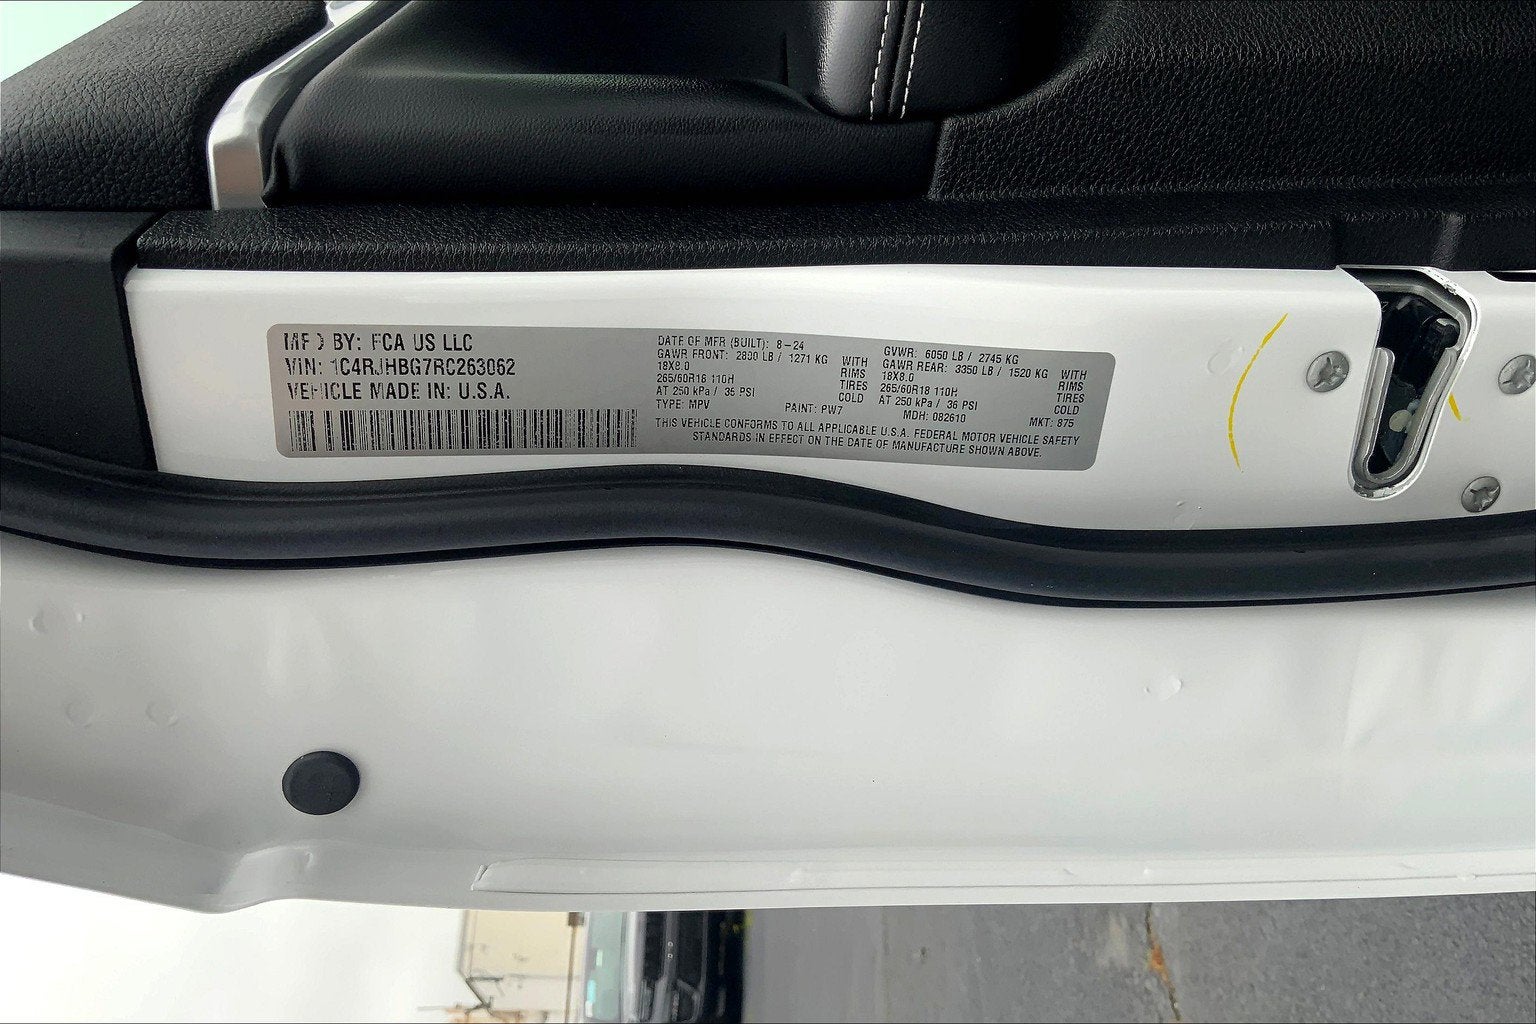 MFD BY: FCA US LLC
VIN: 1C4RJHBG7RC263062
VEHICLE MADE IN: U.S.A.
DATE OF MFR (BUILT): 8-24
GAWR FRONT: 2800 LB / 1271 KG WITH
18X8.0 RIMS
265/60R18 110H TIRES
AT 250 kPa / 36 PSI COLD
TYPE: MPV PAINT: PW7
GVWR: 6050 LB / 2745 KG
GAWR REAR: 3350 LB / 1520 KG WITH
18X8.0 RIMS
265/60R18 110H TIRES
AT 250 kPa / 36 PSI COLD
MDH: 082610 MKT: 875
THIS VEHICLE CONFORMS TO ALL APPLICABLE U.S.A. FEDERAL MOTOR VEHICLE SAFETY
STANDARDS IN EFFECT ON THE DATE OF MANUFACTURE SHOWN ABOVE.